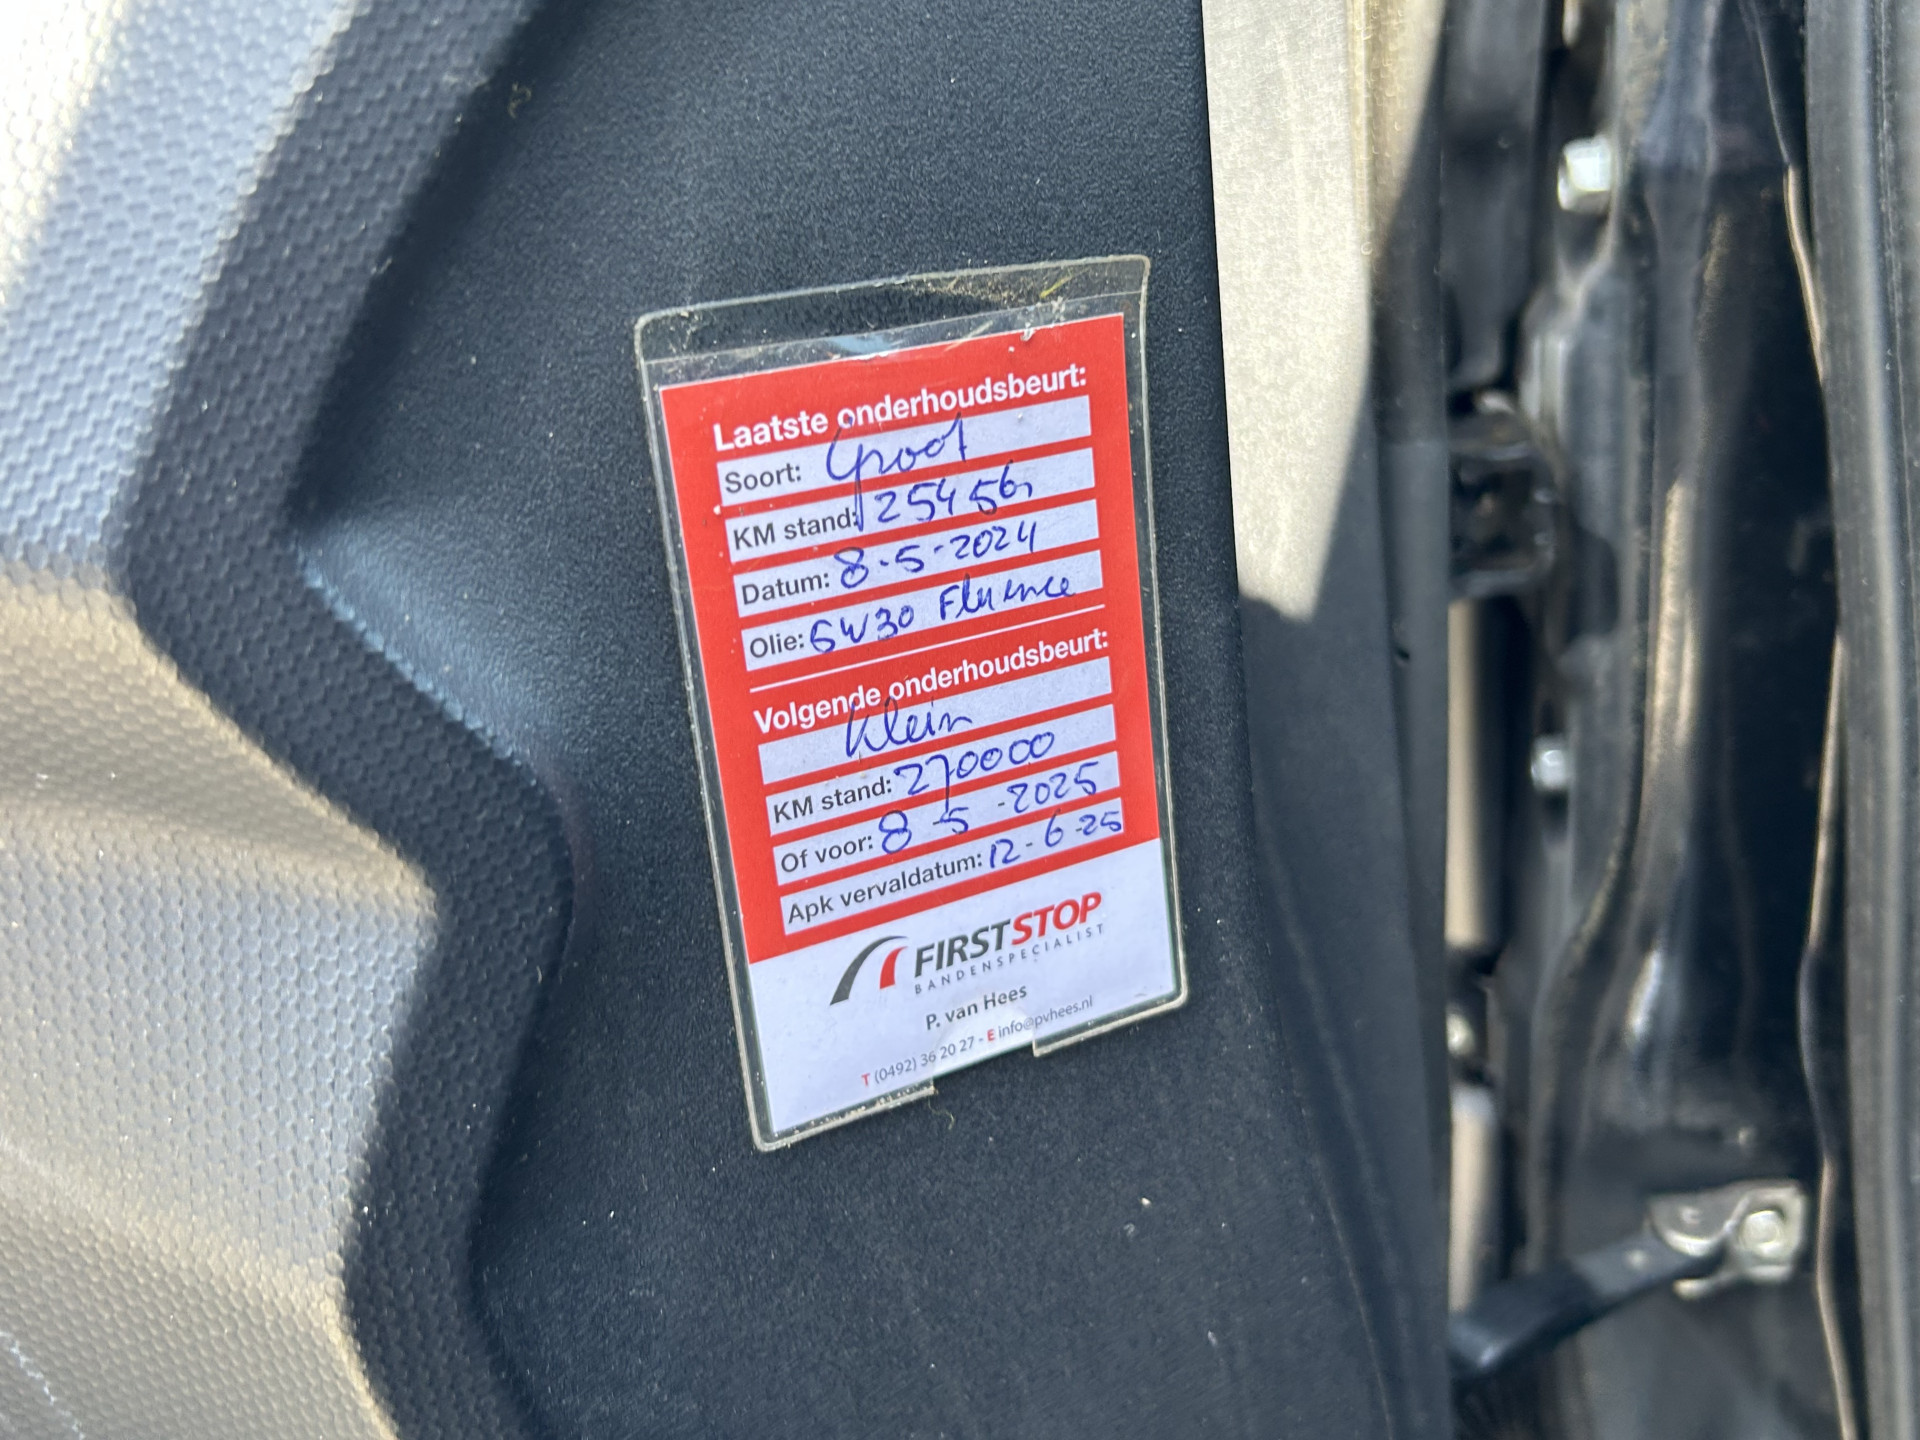 Laatste onderhoudsbeurt:
Soort: Groot
KM stand: 254561
Datum: 8-5-2024
Olie: 5W30
Volgende onderhoudsbeurt:
Klein
KM stand: 270000
Of voor: 8-5-2025
Apk vervaldatum: 12-6-25
FIRSTSTOP
BANDENSPECIALIST
P. van Hees
T (0492) 36 20 27 - E info@pvhees.nl